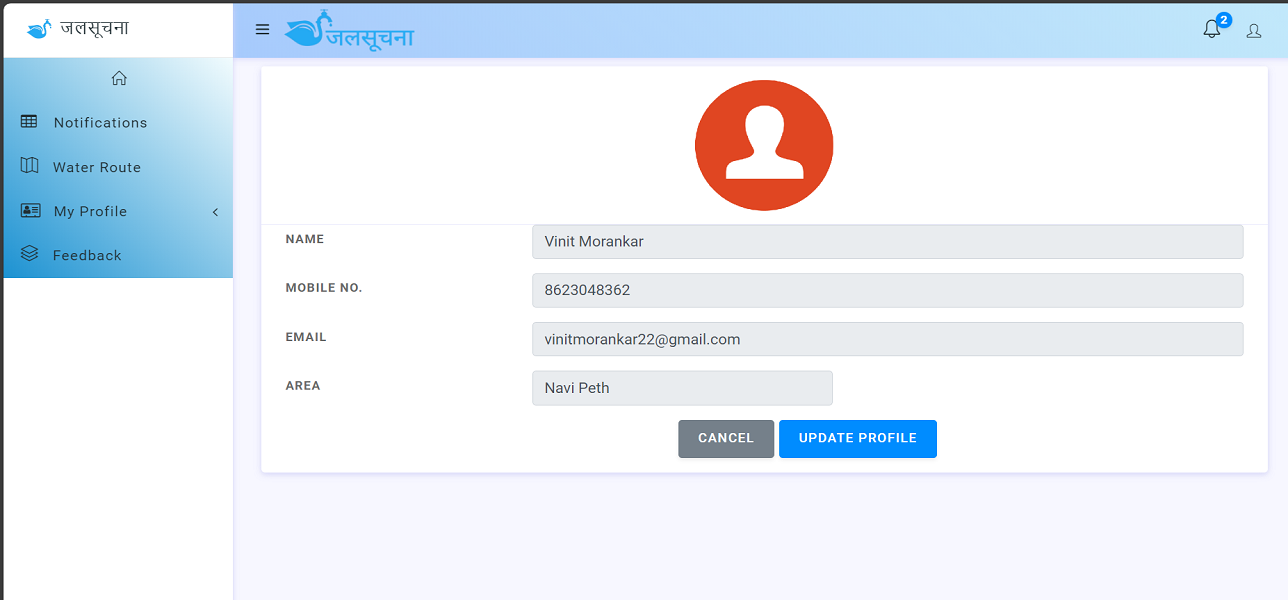 जलसूचना
जलसूचना
2
Notifications
Water Route
My Profile
Feedback
NAME
Vinit Morankar
MOBILE NO.
8623048362
EMAIL
vinitmorankar22@gmail.com
AREA
Navi Peth
CANCEL
UPDATE PROFILE